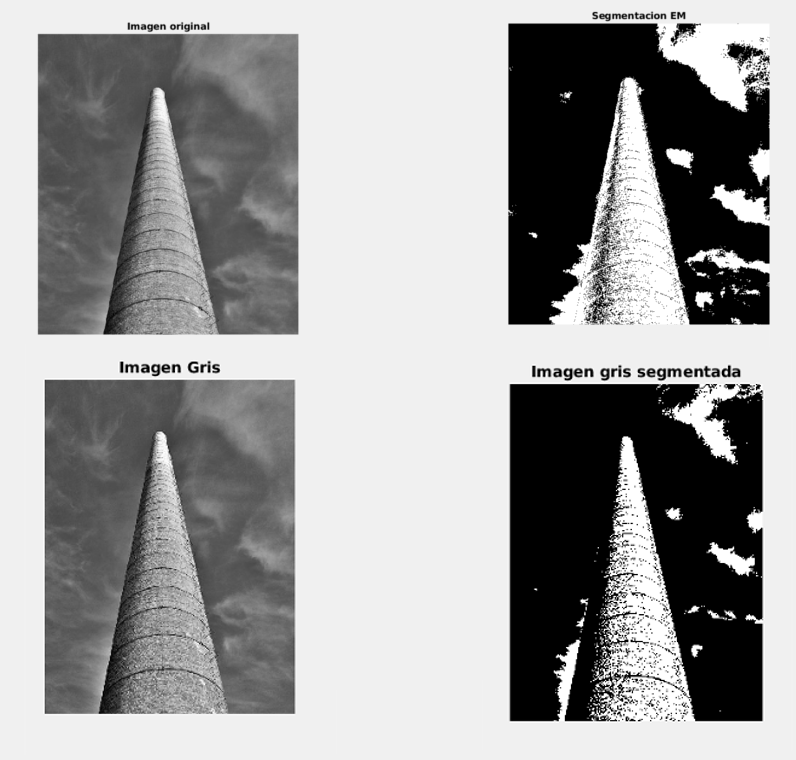 Imagen original
Segmentacion EM
Imagen Gris
Imagen gris segmentada